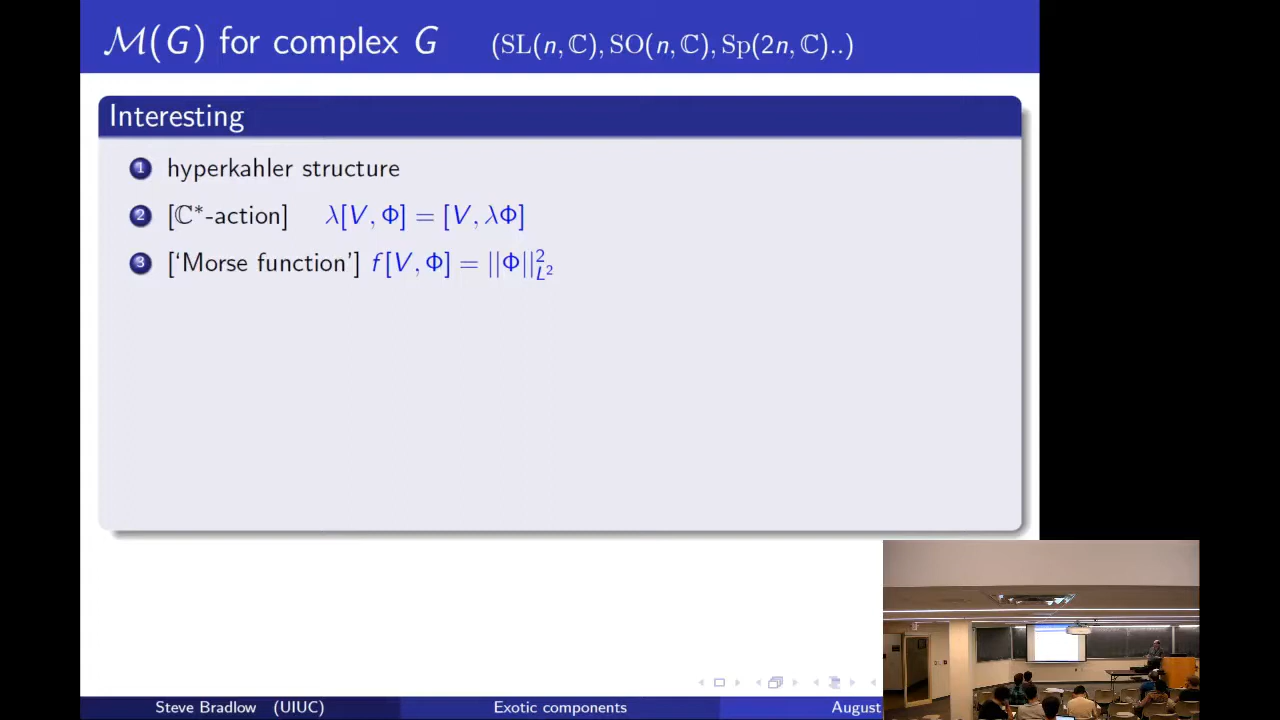 M(G) for complex G (SL(n, ℂ), SO(n, ℂ), Sp(2n, ℂ)..)
Interesting
1 hyperkahler structure
2 [ℂ*-action] λ[V, Φ] = [V, λΦ]
3 [‘Morse function’] f[V, Φ] = ||Φ||²_{L²}
Steve Bradlow (UIUC) Exotic components August